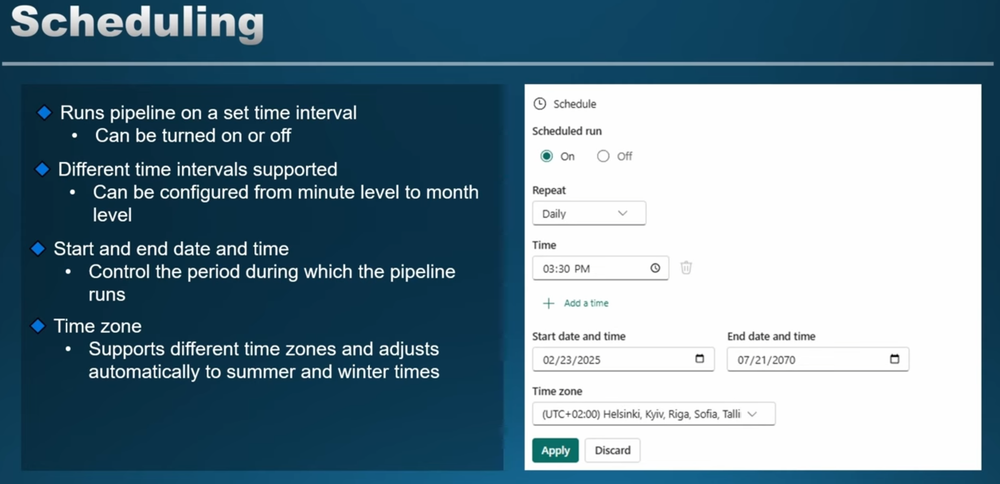 Scheduling
Runs pipeline on a set time interval
Can be turned on or off
Different time intervals supported
Can be configured from minute level to month
level
Start and end date and time
Control the period during which the pipeline
runs
Time zone
Supports different time zones and adjusts
automatically to summer and winter times
Schedule
Scheduled run
On Off
Repeat
Daily
Time
03:30 PM
Add a time
Start date and time End date and time
02/23/2025 07/21/2070
Time zone
(UTC+02:00) Helsinki, Kyiv, Riga, Sofia, Talli
Apply Discard